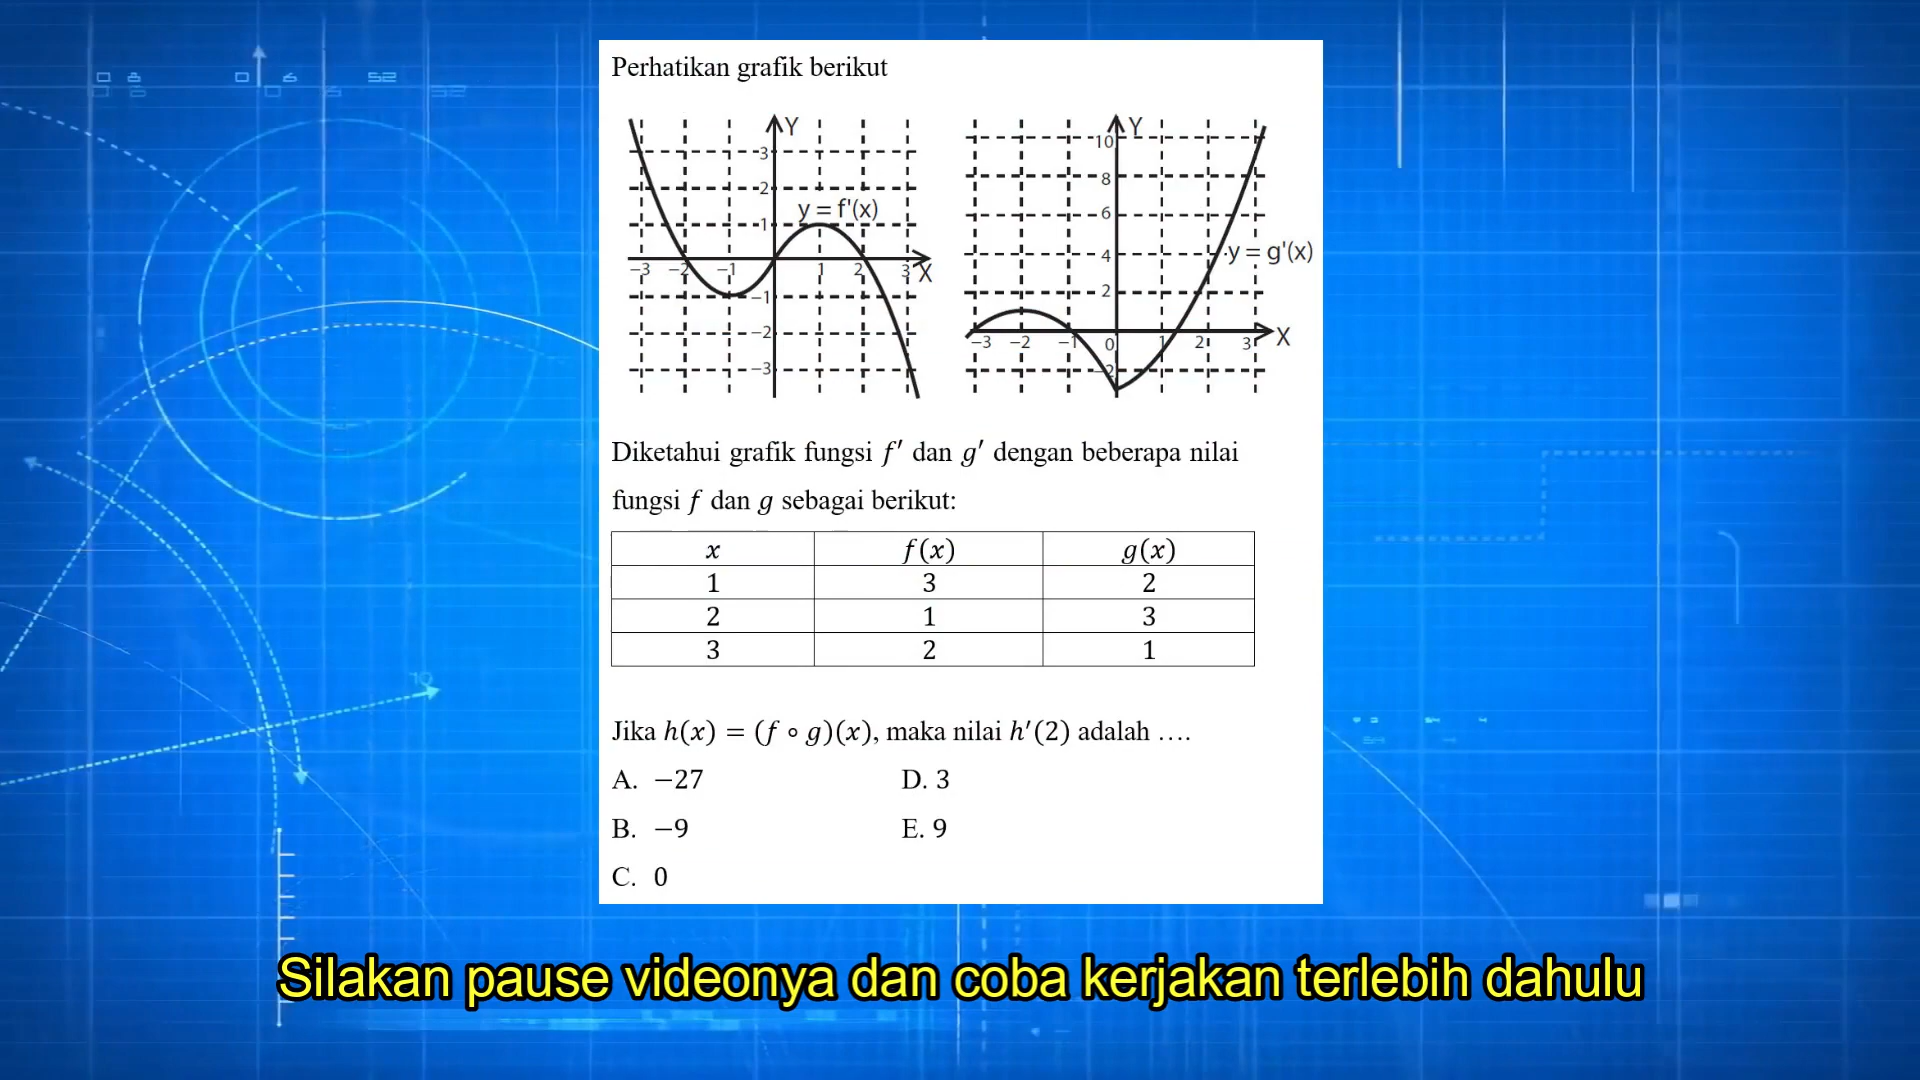 Perhatikan grafik berikut
Y
3
2
1
y = f'(x)
−3 −2 −1 1 2 3 X
−1
−2
−3
Y
10
8
6
4
y = g'(x)
2
−3 −2 −1 0 1 2 3 X
−2
Diketahui grafik fungsi f′ dan g′ dengan beberapa nilai
fungsi f dan g sebagai berikut:
x f(x) g(x)
1 3 2
2 1 3
3 2 1
Jika h(x) = (f ∘ g)(x), maka nilai h′(2) adalah ….
A. −27 D. 3
B. −9 E. 9
C. 0
Silakan pause videonya dan coba kerjakan terlebih dahulu